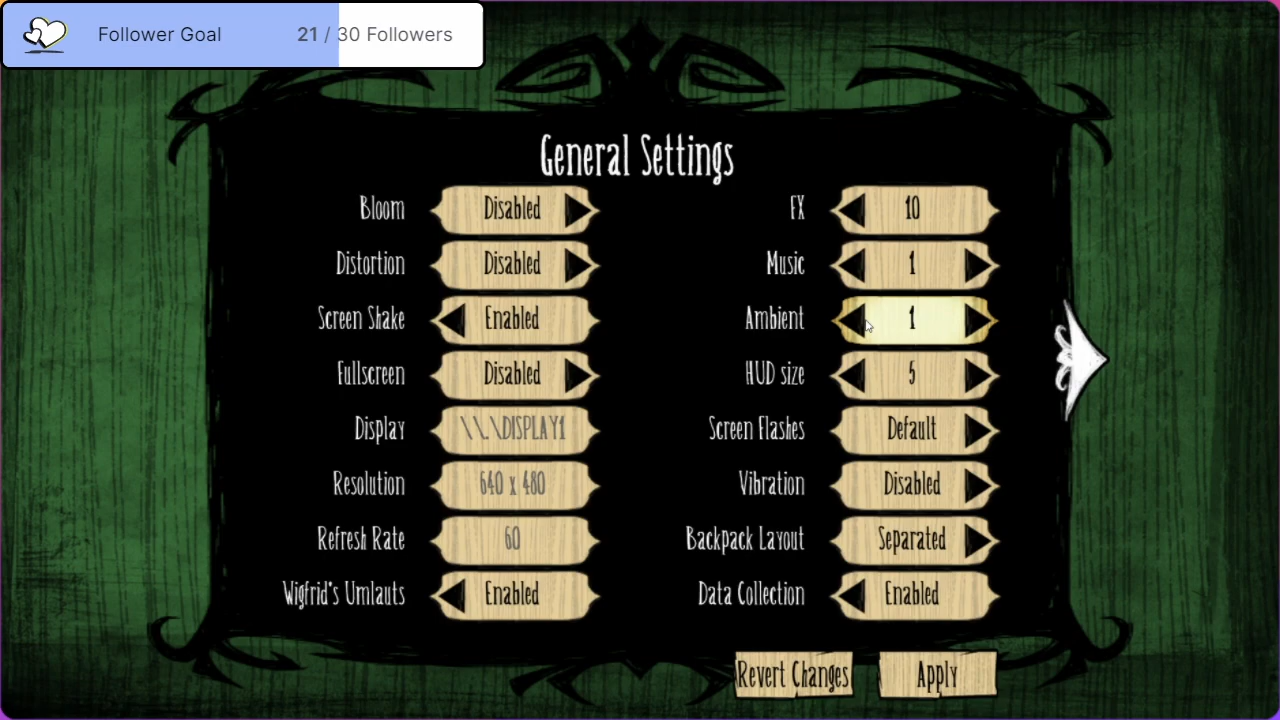 Follower Goal 21 / 30 Followers
General Settings
Bloom Disabled FX 10
Distortion Disabled Music 1
Screen Shake Enabled Ambient 1
Fullscreen Disabled HUD size 5
Display \\.\DISPLAY1 Screen Flashes Default
Resolution 640 x 480 Vibration Disabled
Refresh Rate 60 Backpack Layout Separated
Wigfrid's Umlauts Enabled Data Collection Enabled
Revert Changes Apply